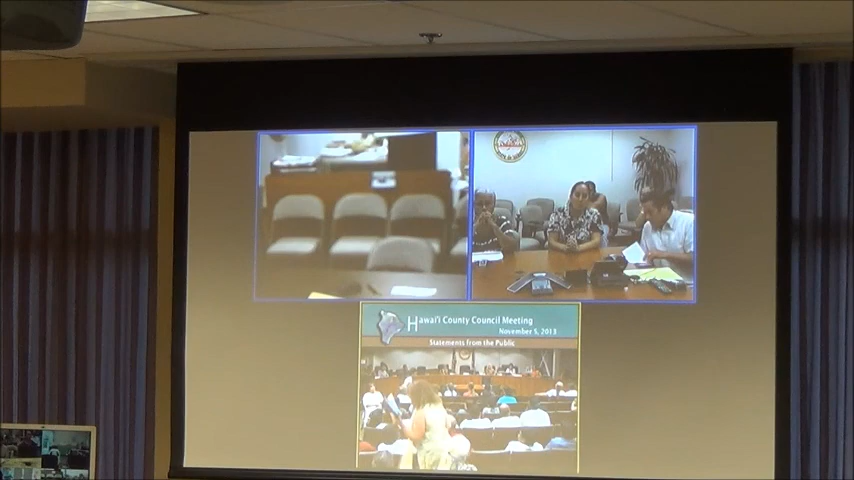 Hawai'i County Council Meeting
November 5, 2013
Statements from the Public